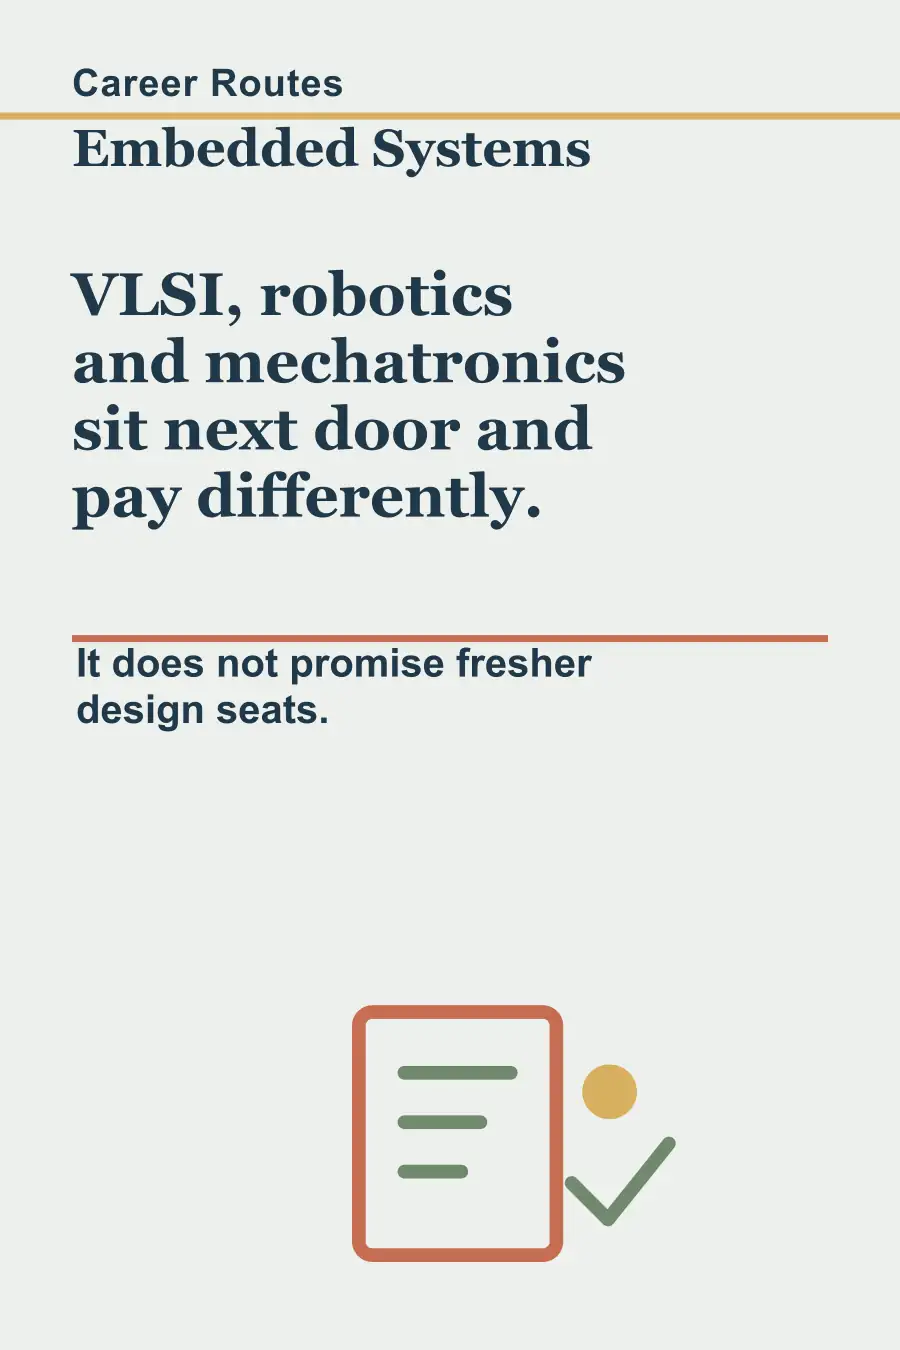 Career Routes
Embedded Systems
VLSI, robotics
and mechatronics
sit next door and
pay differently.
It does not promise fresher
design seats.